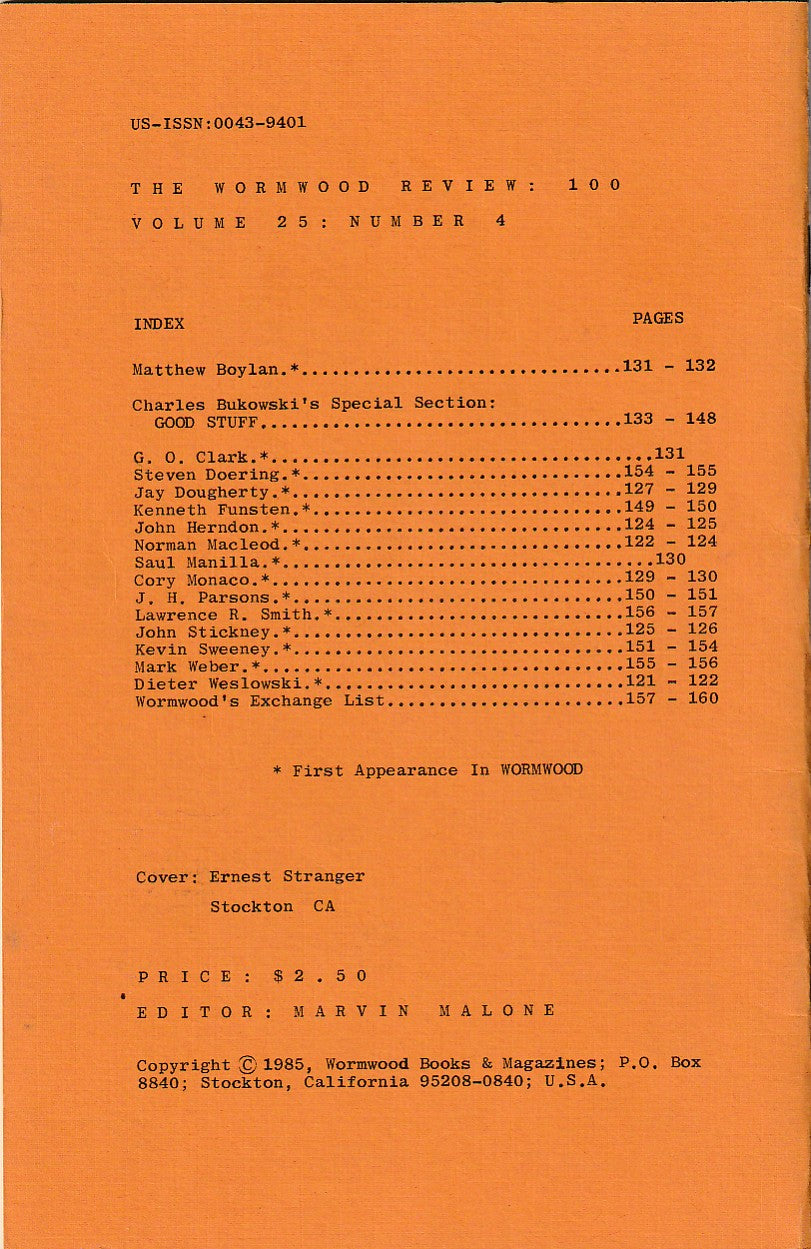 US-ISSN:0043-9401
THE WORMWOOD REVIEW: 100
VOLUME 25: NUMBER 4
INDEX PAGES
Matthew Boylan.*...............................131 - 132
Charles Bukowski's Special Section:
GOOD STUFF...................................133 - 148
G. O. Clark.*.....................................131
Steven Doering.*...............................154 - 155
Jay Dougherty.*................................127 - 129
Kenneth Funsten.*..............................149 - 150
John Herndon.*.................................124 - 125
Norman Macleod.*...............................122 - 124
Saul Manilla.*....................................130
Cory Monaco.*..................................129 - 130
J. H. Parsons.*................................150 - 151
Lawrence R. Smith.*............................156 - 157
John Stickney.*................................125 - 126
Kevin Sweeney.*................................151 - 154
Mark Weber.*...................................155 - 156
Dieter Weslowski.*.............................121 - 122
Wormwood's Exchange List.......................157 - 160
* First Appearance In WORMWOOD
Cover: Ernest Stranger
Stockton CA
PRICE: $2.50
EDITOR: MARVIN MALONE
Copyright © 1985, Wormwood Books & Magazines; P.O. Box
8840; Stockton, California 95208-0840; U.S.A.